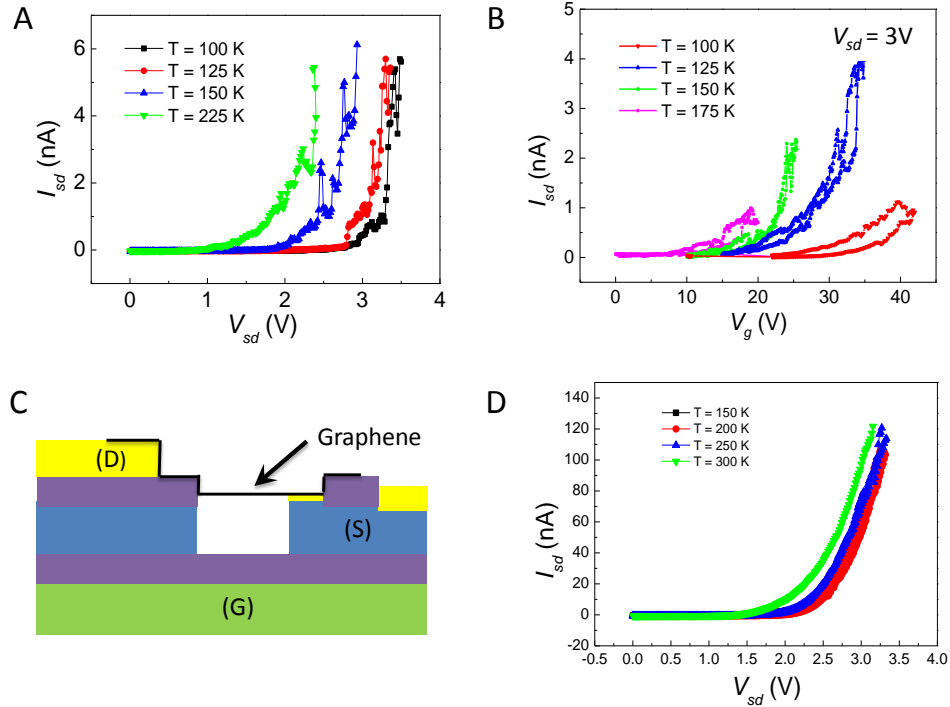 A
T = 100 K
T = 125 K
T = 150 K
T = 225 K
6
4
2
0
I_sd (nA)
0 1 2 3 4
V_sd (V)
B
V_sd = 3V
T = 100 K
T = 125 K
T = 150 K
T = 175 K
5
4
3
2
1
0
I_sd (nA)
0 10 20 30 40
V_g (V)
C
Graphene
(D)
(S)
(G)
D
T = 150 K
T = 200 K
T = 250 K
T = 300 K
140
120
100
80
60
40
20
0
-20
I_sd (nA)
-0.5 0.0 0.5 1.0 1.5 2.0 2.5 3.0 3.5 4.0
V_sd (V)